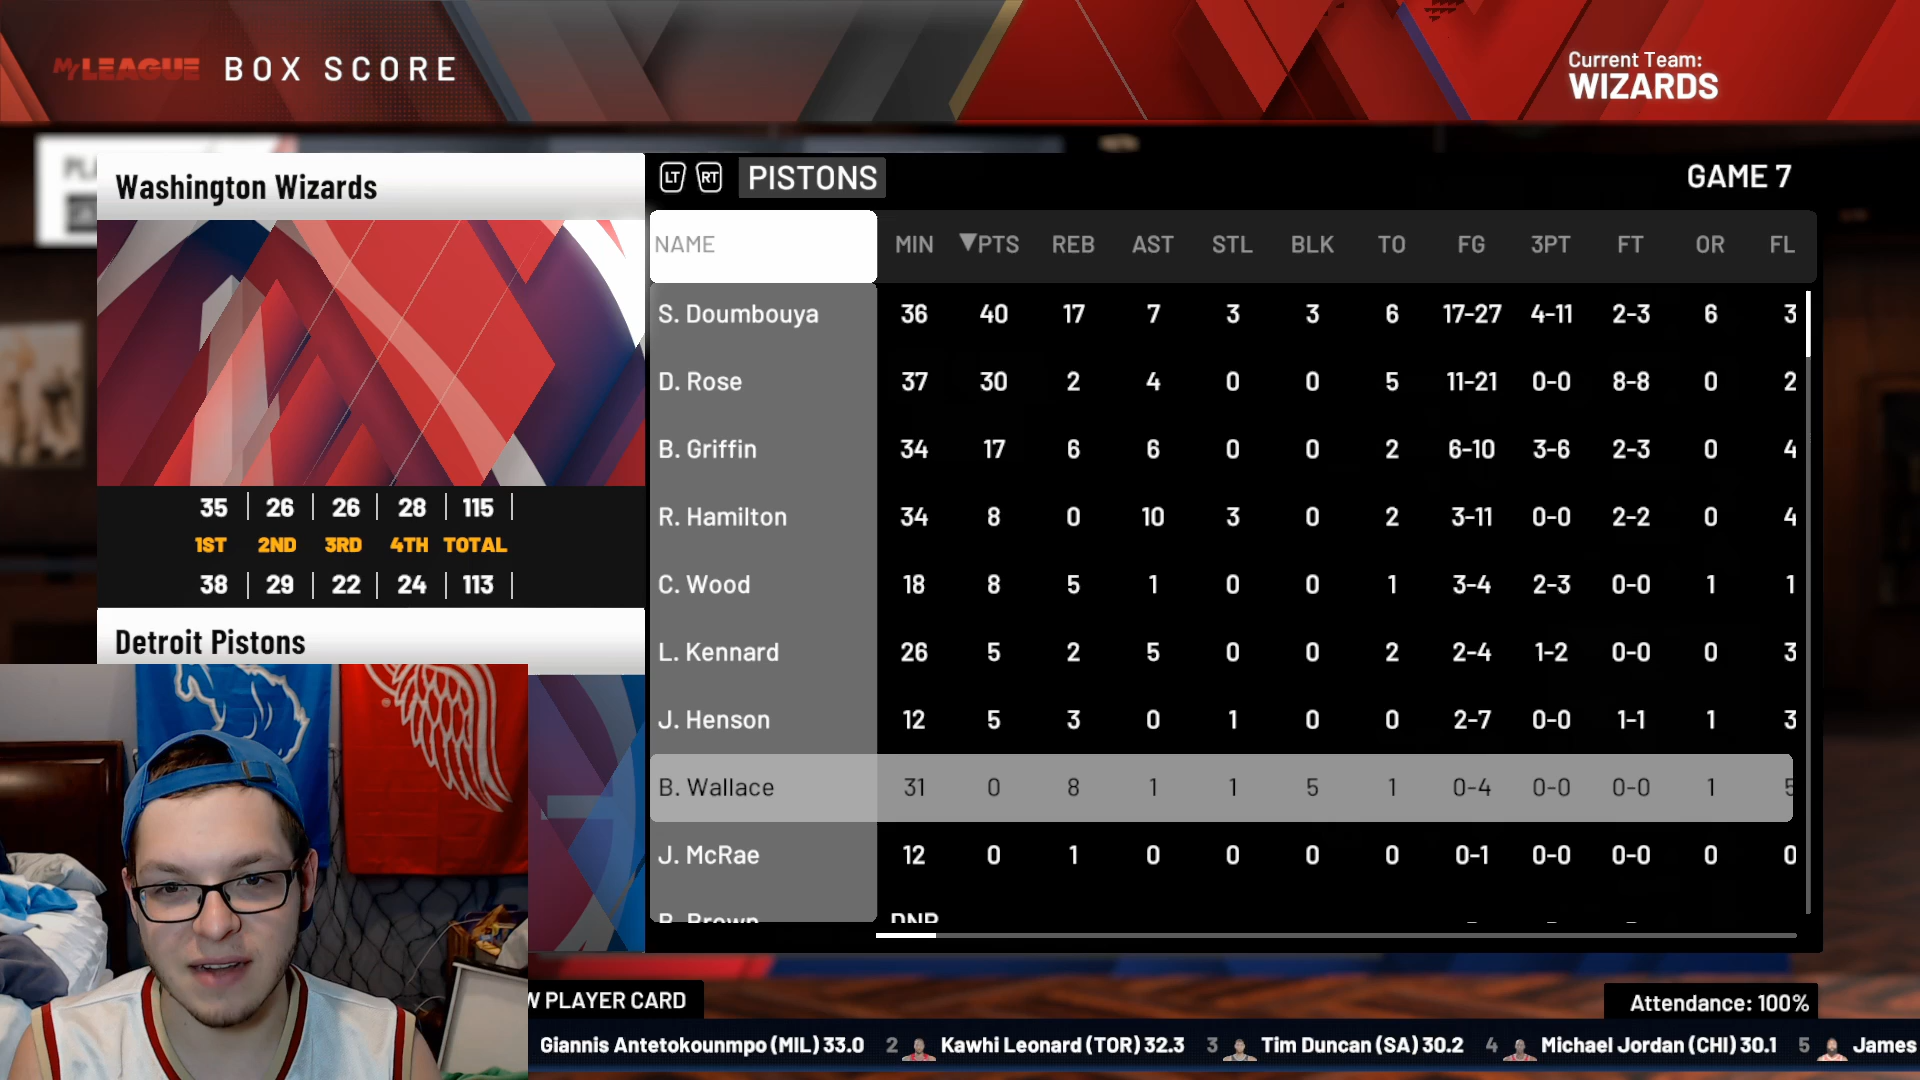 MyLEAGUE BOX SCORE
Current Team:
WIZARDS
Washington Wizards
35 26 26 28 115
1ST 2ND 3RD 4TH TOTAL
38 29 22 24 113
Detroit Pistons
LT RT PISTONS GAME 7
NAME MIN ▼PTS REB AST STL BLK TO FG 3PT FT OR FL
S. Doumbouya 36 40 17 7 3 3 6 17-27 4-11 2-3 6 3
D. Rose 37 30 2 4 0 0 5 11-21 0-0 8-8 0 2
B. Griffin 34 17 6 6 0 0 2 6-10 3-6 2-3 0 4
R. Hamilton 34 8 0 10 3 0 2 3-11 0-0 2-2 0 4
C. Wood 18 8 5 1 0 0 1 3-4 2-3 0-0 1 1
L. Kennard 26 5 2 5 0 0 2 2-4 1-2 0-0 0 3
J. Henson 12 5 3 0 1 0 0 2-7 0-0 1-1 1 3
B. Wallace 31 0 8 1 1 5 1 0-4 0-0 0-0 1 5
J. McRae 12 0 1 0 0 0 0 0-1 0-0 0-0 0 0
B. Brown DNP - - -
W PLAYER CARD
Attendance: 100%
Giannis Antetokounmpo (MIL) 33.0 2 Kawhi Leonard (TOR) 32.3 3 Tim Duncan (SA) 30.2 4 Michael Jordan (CHI) 30.1 5 James